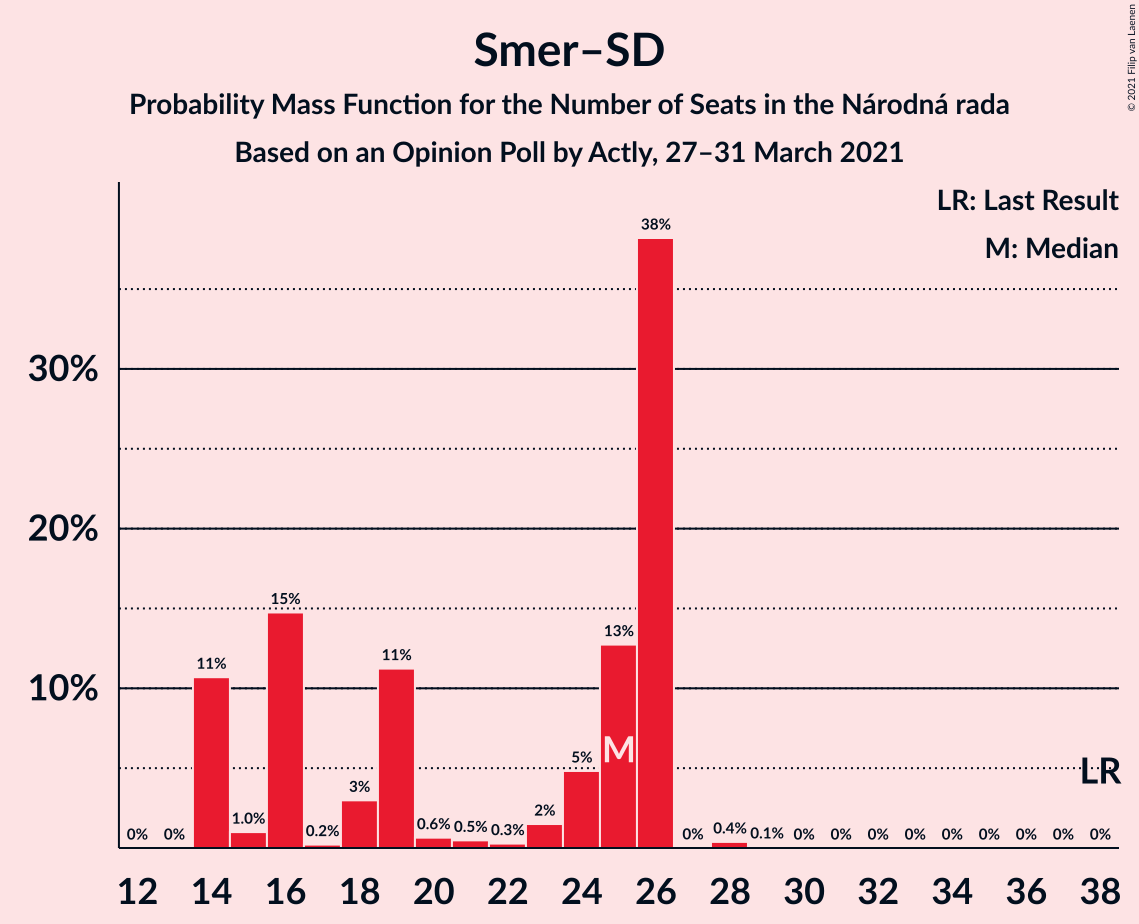 Smer–SD
Probability Mass Function for the Number of Seats in the Národná rada
Based on an Opinion Poll by Actly, 27–31 March 2021
© 2021 Filip van Laenen
LR: Last Result
M: Median
38%
30%
20%
15%
13%
11%
11%
10%
5%
M
LR
3%
2%
1.0%
0.2%
0.6%
0.5%
0.3%
0.4%
0.1%
0% 0% 0% 0% 0% 0% 0% 0% 0% 0% 0% 0%
12 14 16 18 20 22 24 26 28 30 32 34 36 38